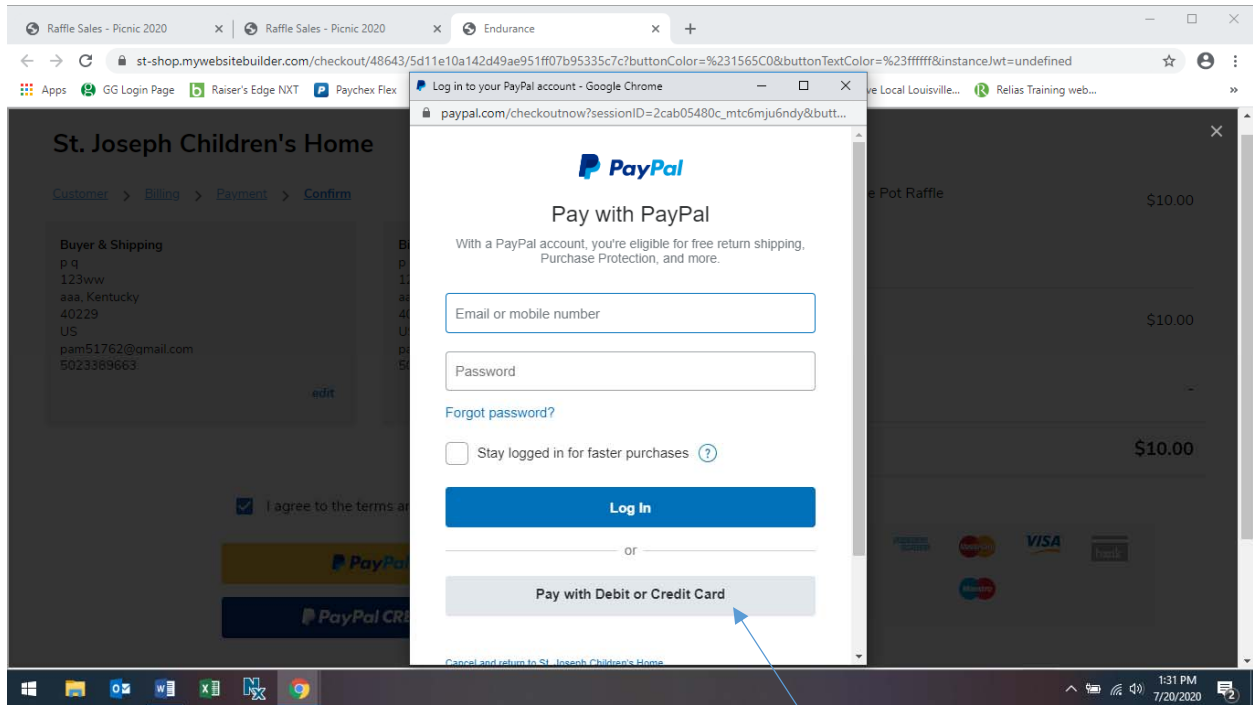 Raffle Sales - Picnic 2020
Raffle Sales - Picnic 2020
Endurance
st-shop.mywebsitebuilder.com/checkout/48643/5d11e10a142d49ae951ff07b95335c7c?buttonColor=%231565C0&buttonTextColor=%23ffffff&instanceJwt=undefined
Apps GG Login Page Raiser's Edge NXT Paychex Flex
ve Local Louisville... Relias Training web...
Log in to your PayPal account - Google Chrome
paypal.com/checkoutnow?sessionID=2cab05480c_mtc6mju6ndy&butt...
St. Joseph Children's Home
Customer > Billing > Payment > Confirm
Buyer & Shipping
p q
123ww
aaa, Kentucky
40229
US
pam51762@gmail.com
5023389663
edit
I agree to the terms
PayPal
PayPal
PayPal
Pay with PayPal
With a PayPal account, you're eligible for free return shipping,
Purchase Protection, and more.
Email or mobile number
Password
Forgot password?
Stay logged in for faster purchases ?
Log In
or
Pay with Debit or Credit Card
Cancel and return to St. Joseph Children's Home
e Pot Raffle
$10.00
$10.00
-
$10.00
VISA
bank
1:31 PM
7/20/2020
2